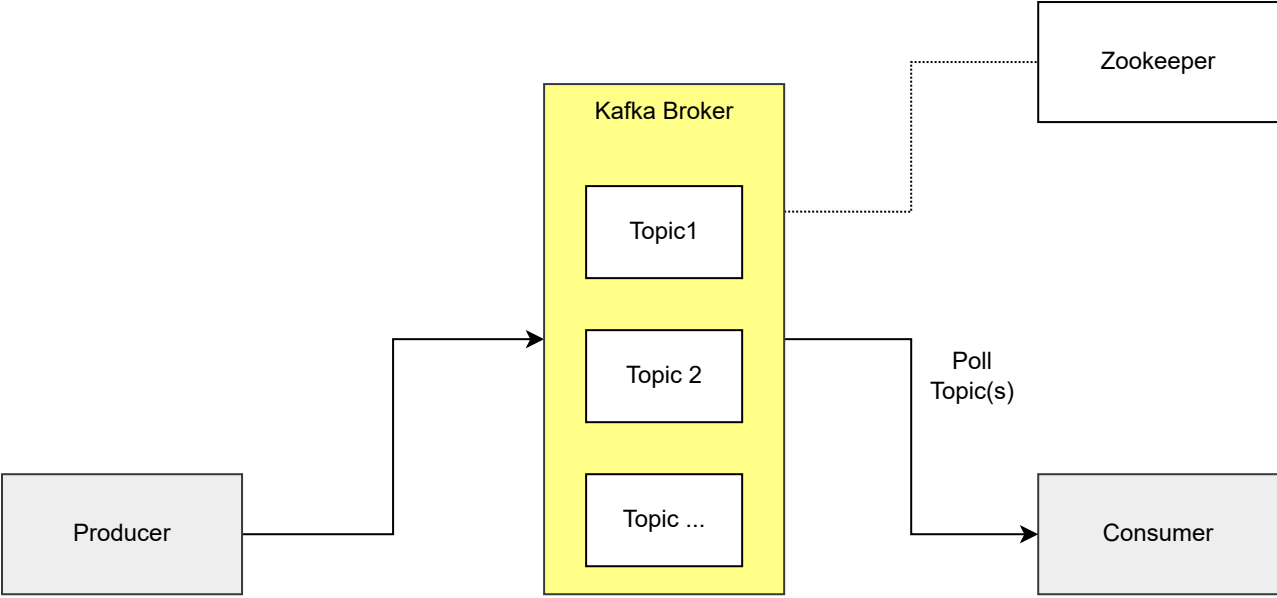 Zookeeper
Kafka Broker
Topic1
Topic 2
Poll
Topic(s)
Topic ...
Producer
Consumer